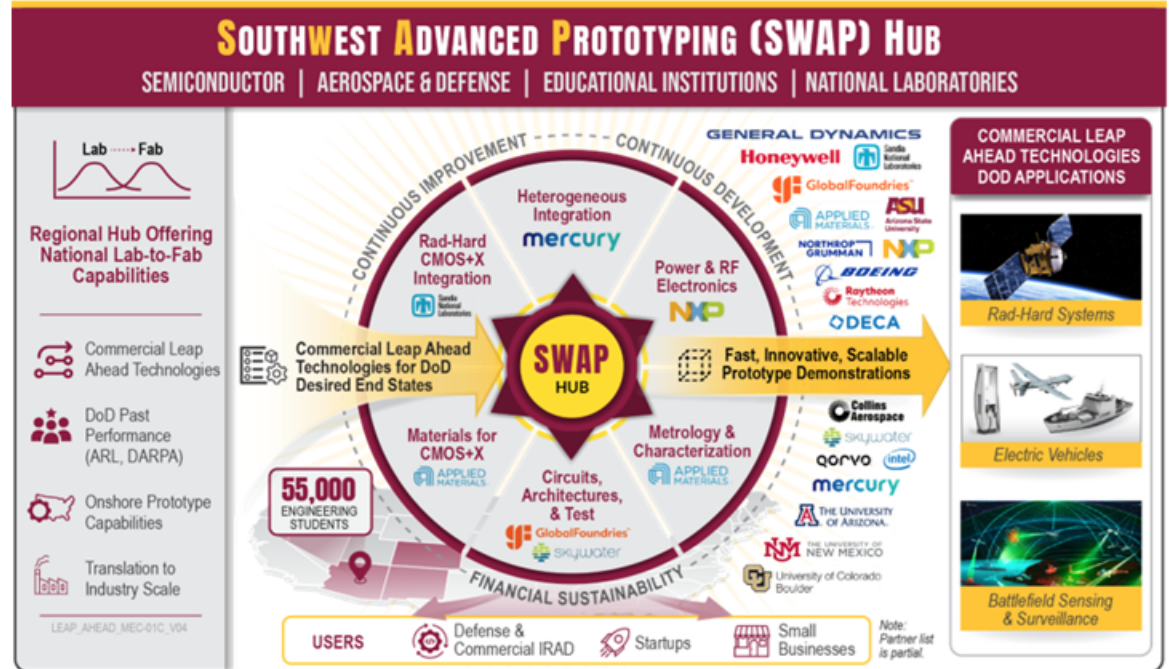 SOUTHWEST ADVANCED PROTOTYPING (SWAP) HUB
SEMICONDUCTOR | AEROSPACE & DEFENSE | EDUCATIONAL INSTITUTIONS | NATIONAL LABORATORIES
Lab Fab
Regional Hub Offering
National Lab-to-Fab
Capabilities
Commercial Leap
Ahead Technologies
DoD Past
Performance
(ARL, DARPA)
Onshore Prototype
Capabilities
Translation to
Industry Scale
LEAP_AHEAD_MEC-01C_V04
CONTINUOUS IMPROVEMENT
CONTINUOUS DEVELOPMENT
FINANCIAL SUSTAINABILITY
Heterogeneous
Integration
mercury
Rad-Hard
CMOS+X
Integration
Sandia
National
Laboratories
Power & RF
Electronics
NXP
Commercial Leap Ahead
Technologies for DoD
Desired End States
SWAP
HUB
Fast, Innovative, Scalable
Prototype Demonstrations
Materials for
CMOS+X
APPLIED
MATERIALS
Circuits,
Architectures,
& Test
GlobalFoundries
skywater
Metrology &
Characterization
APPLIED
MATERIALS
55,000
ENGINEERING
STUDENTS
GENERAL DYNAMICS
Honeywell
Sandia
National
Laboratories
GlobalFoundries
APPLIED
MATERIALS
ASU
Arizona State
University
NORTHROP
GRUMMAN
NXP
BOEING
Raytheon
Technologies
DECA
Collins
Aerospace
skywater
QORVO
intel
mercury
THE UNIVERSITY
OF ARIZONA
THE UNIVERSITY OF
NEW MEXICO
University of Colorado
Boulder
USERS
Defense &
Commercial IRAD
Startups
Small
Businesses
Note:
Partner list
is partial.
COMMERCIAL LEAP
AHEAD TECHNOLOGIES
DOD APPLICATIONS
Rad-Hard Systems
Electric Vehicles
Battlefield Sensing
& Surveillance